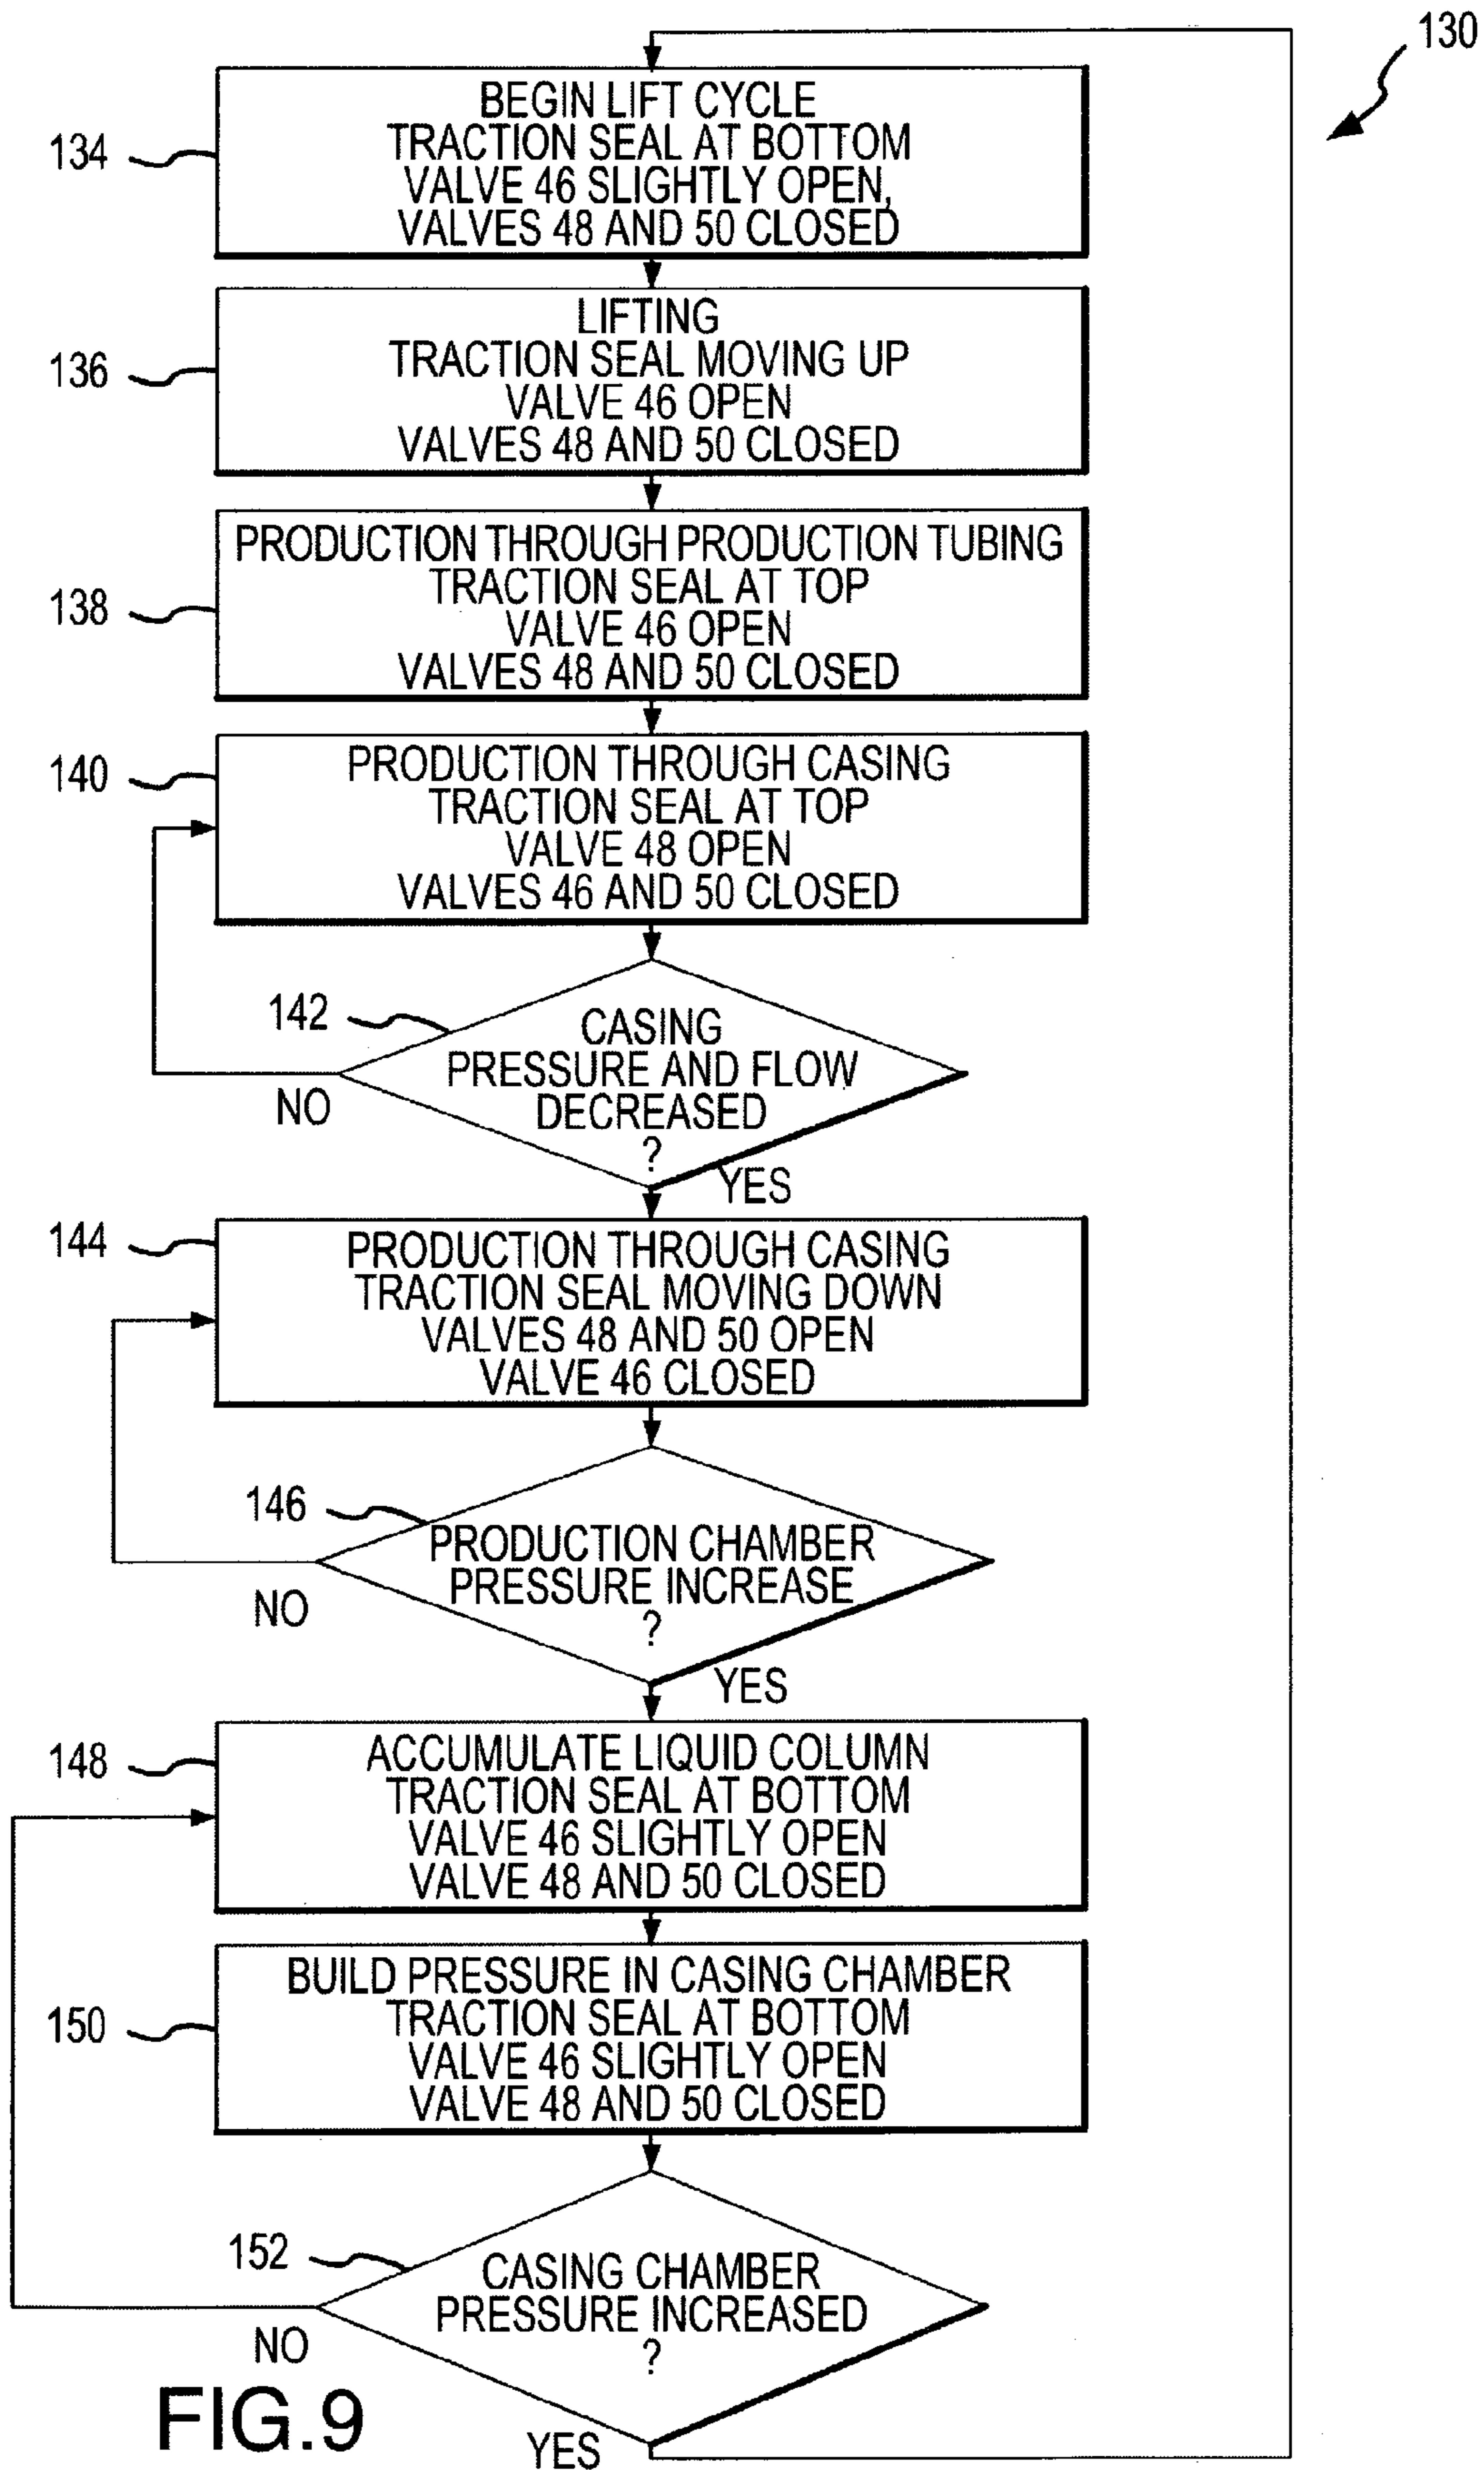 130
134
BEGIN LIFT CYCLE
TRACTION SEAL AT BOTTOM
VALVE 46 SLIGHTLY OPEN,
VALVES 48 AND 50 CLOSED
136
LIFTING
TRACTION SEAL MOVING UP
VALVE 46 OPEN
VALVES 48 AND 50 CLOSED
138
PRODUCTION THROUGH PRODUCTION TUBING
TRACTION SEAL AT TOP
VALVE 46 OPEN
VALVES 48 AND 50 CLOSED
140
PRODUCTION THROUGH CASING
TRACTION SEAL AT TOP
VALVE 48 OPEN
VALVES 46 AND 50 CLOSED
142
CASING
PRESSURE AND FLOW
DECREASED
?
NO
YES
144
PRODUCTION THROUGH CASING
TRACTION SEAL MOVING DOWN
VALVES 48 AND 50 OPEN
VALVE 46 CLOSED
146
PRODUCTION CHAMBER
PRESSURE INCREASE
?
NO
YES
148
ACCUMULATE LIQUID COLUMN
TRACTION SEAL AT BOTTOM
VALVE 46 SLIGHTLY OPEN
VALVE 48 AND 50 CLOSED
150
BUILD PRESSURE IN CASING CHAMBER
TRACTION SEAL AT BOTTOM
VALVE 46 SLIGHTLY OPEN
VALVE 48 AND 50 CLOSED
152
CASING CHAMBER
PRESSURE INCREASED
?
NO
YES
FIG.9